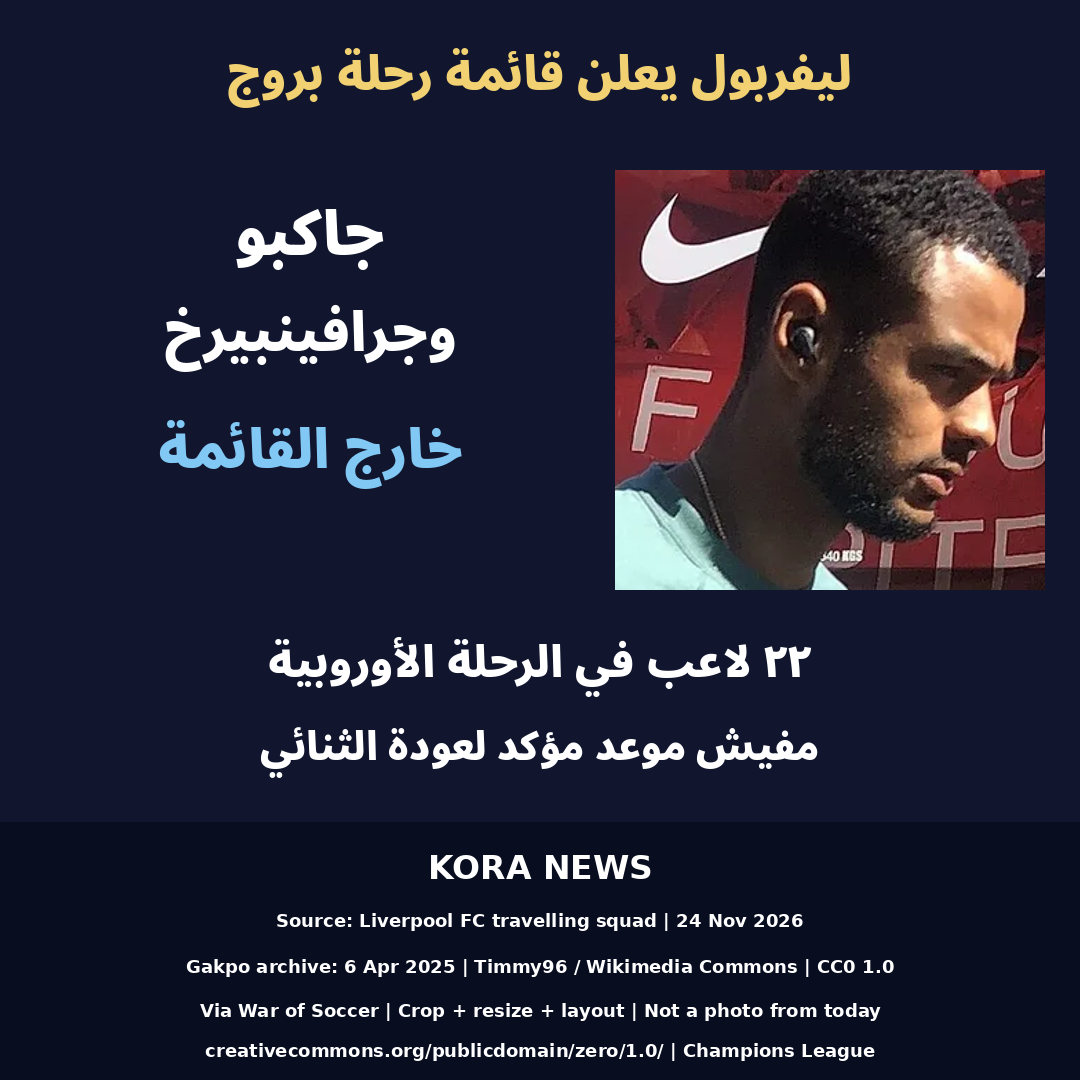 ليفربول يعلن قائمة رحلة بروج
جاكبو
وجرافينبيرخ
خارج القائمة
F
PITE
340 KGS
٢٢ لاعب في الرحلة الأوروبية
مفيش موعد مؤكد لعودة الثنائي
KORA NEWS
Source: Liverpool FC travelling squad | 24 Nov 2026
Gakpo archive: 6 Apr 2025 | Timmy96 / Wikimedia Commons | CC0 1.0
Via War of Soccer | Crop + resize + layout | Not a photo from today
creativecommons.org/publicdomain/zero/1.0/ | Champions League